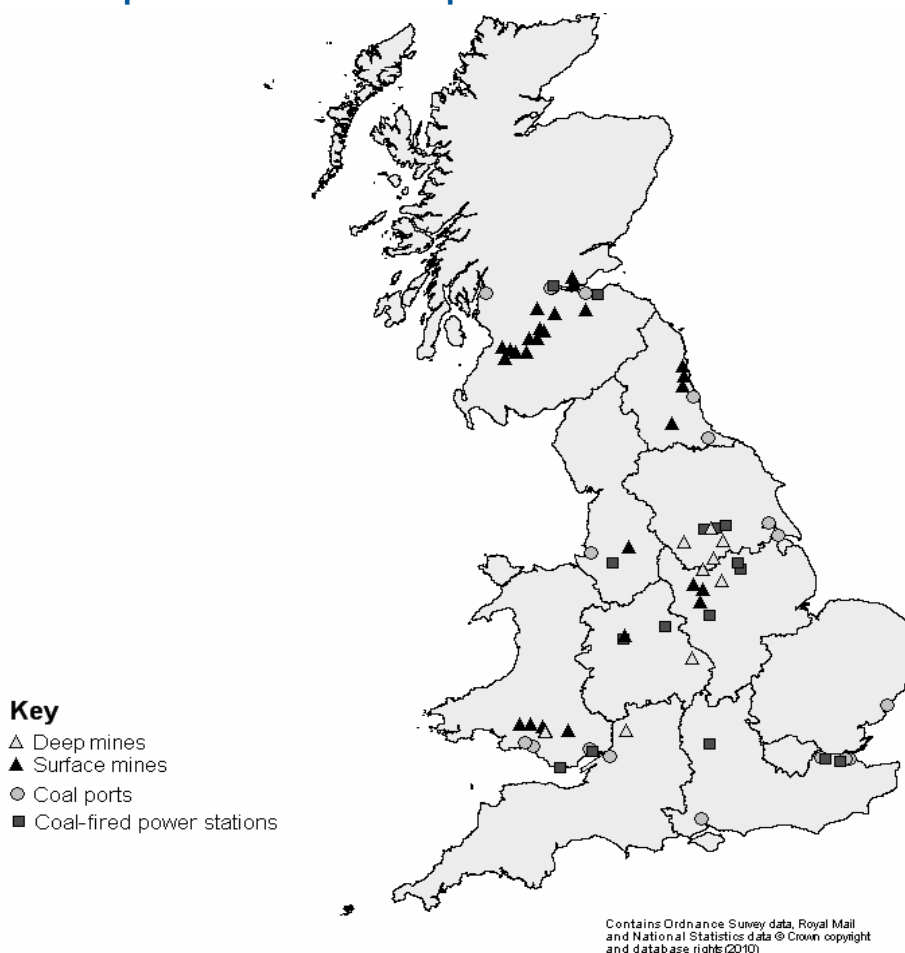 Key
Deep mines
Surface mines
Coal ports
Coal-fired power stations
Contains Ordnance Survey data, Royal Mail
and National Statistics data © Crown copyright
and database rights (2010)